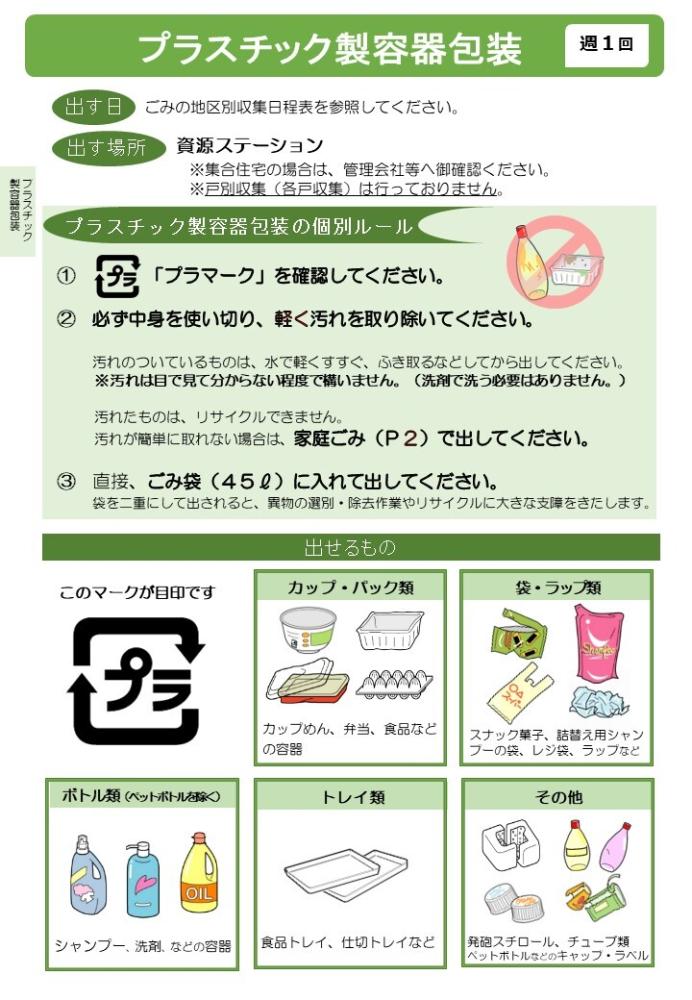 プラスチック製容器包装
週1回
出す日 ごみの地区別収集日程表を参照してください。
出す場所 資源ステーション
※集合住宅の場合は、管理会社等へ御確認ください。
※戸別収集(各戸収集)は行っておりません。
プラスチック
製容器包装
プラスチック製容器包装の個別ルール
① プラ 「プラマーク」を確認してください。
② 必ず中身を使い切り、軽く汚れを取り除いてください。
汚れのついているものは、水で軽くすすぐ、ふき取るなどしてから出してください。
※汚れは目で見て分からない程度で構いません。(洗剤で洗う必要はありません。)
汚れたものは、リサイクルできません。
汚れが簡単に取れない場合は、家庭ごみ(P2)で出してください。
③ 直接、ごみ袋(45ℓ)に入れて出してください。
袋を二重にして出されると、異物の選別・除去作業やリサイクルに大きな支障をきたします。
出せるもの
このマークが目印です
プラ
カップ・パック類
カップめん、弁当、食品など
の容器
袋・ラップ類
Shampoo
スーパー
スナック菓子、詰替え用シャン
プーの袋、レジ袋、ラップなど
ボトル類(ペットボトルを除く)
OIL
シャンプー、洗剤、などの容器
トレイ類
食品トレイ、仕切トレイなど
その他
発砲スチロール、チューブ類
ペットボトルなどのキャップ・ラベル